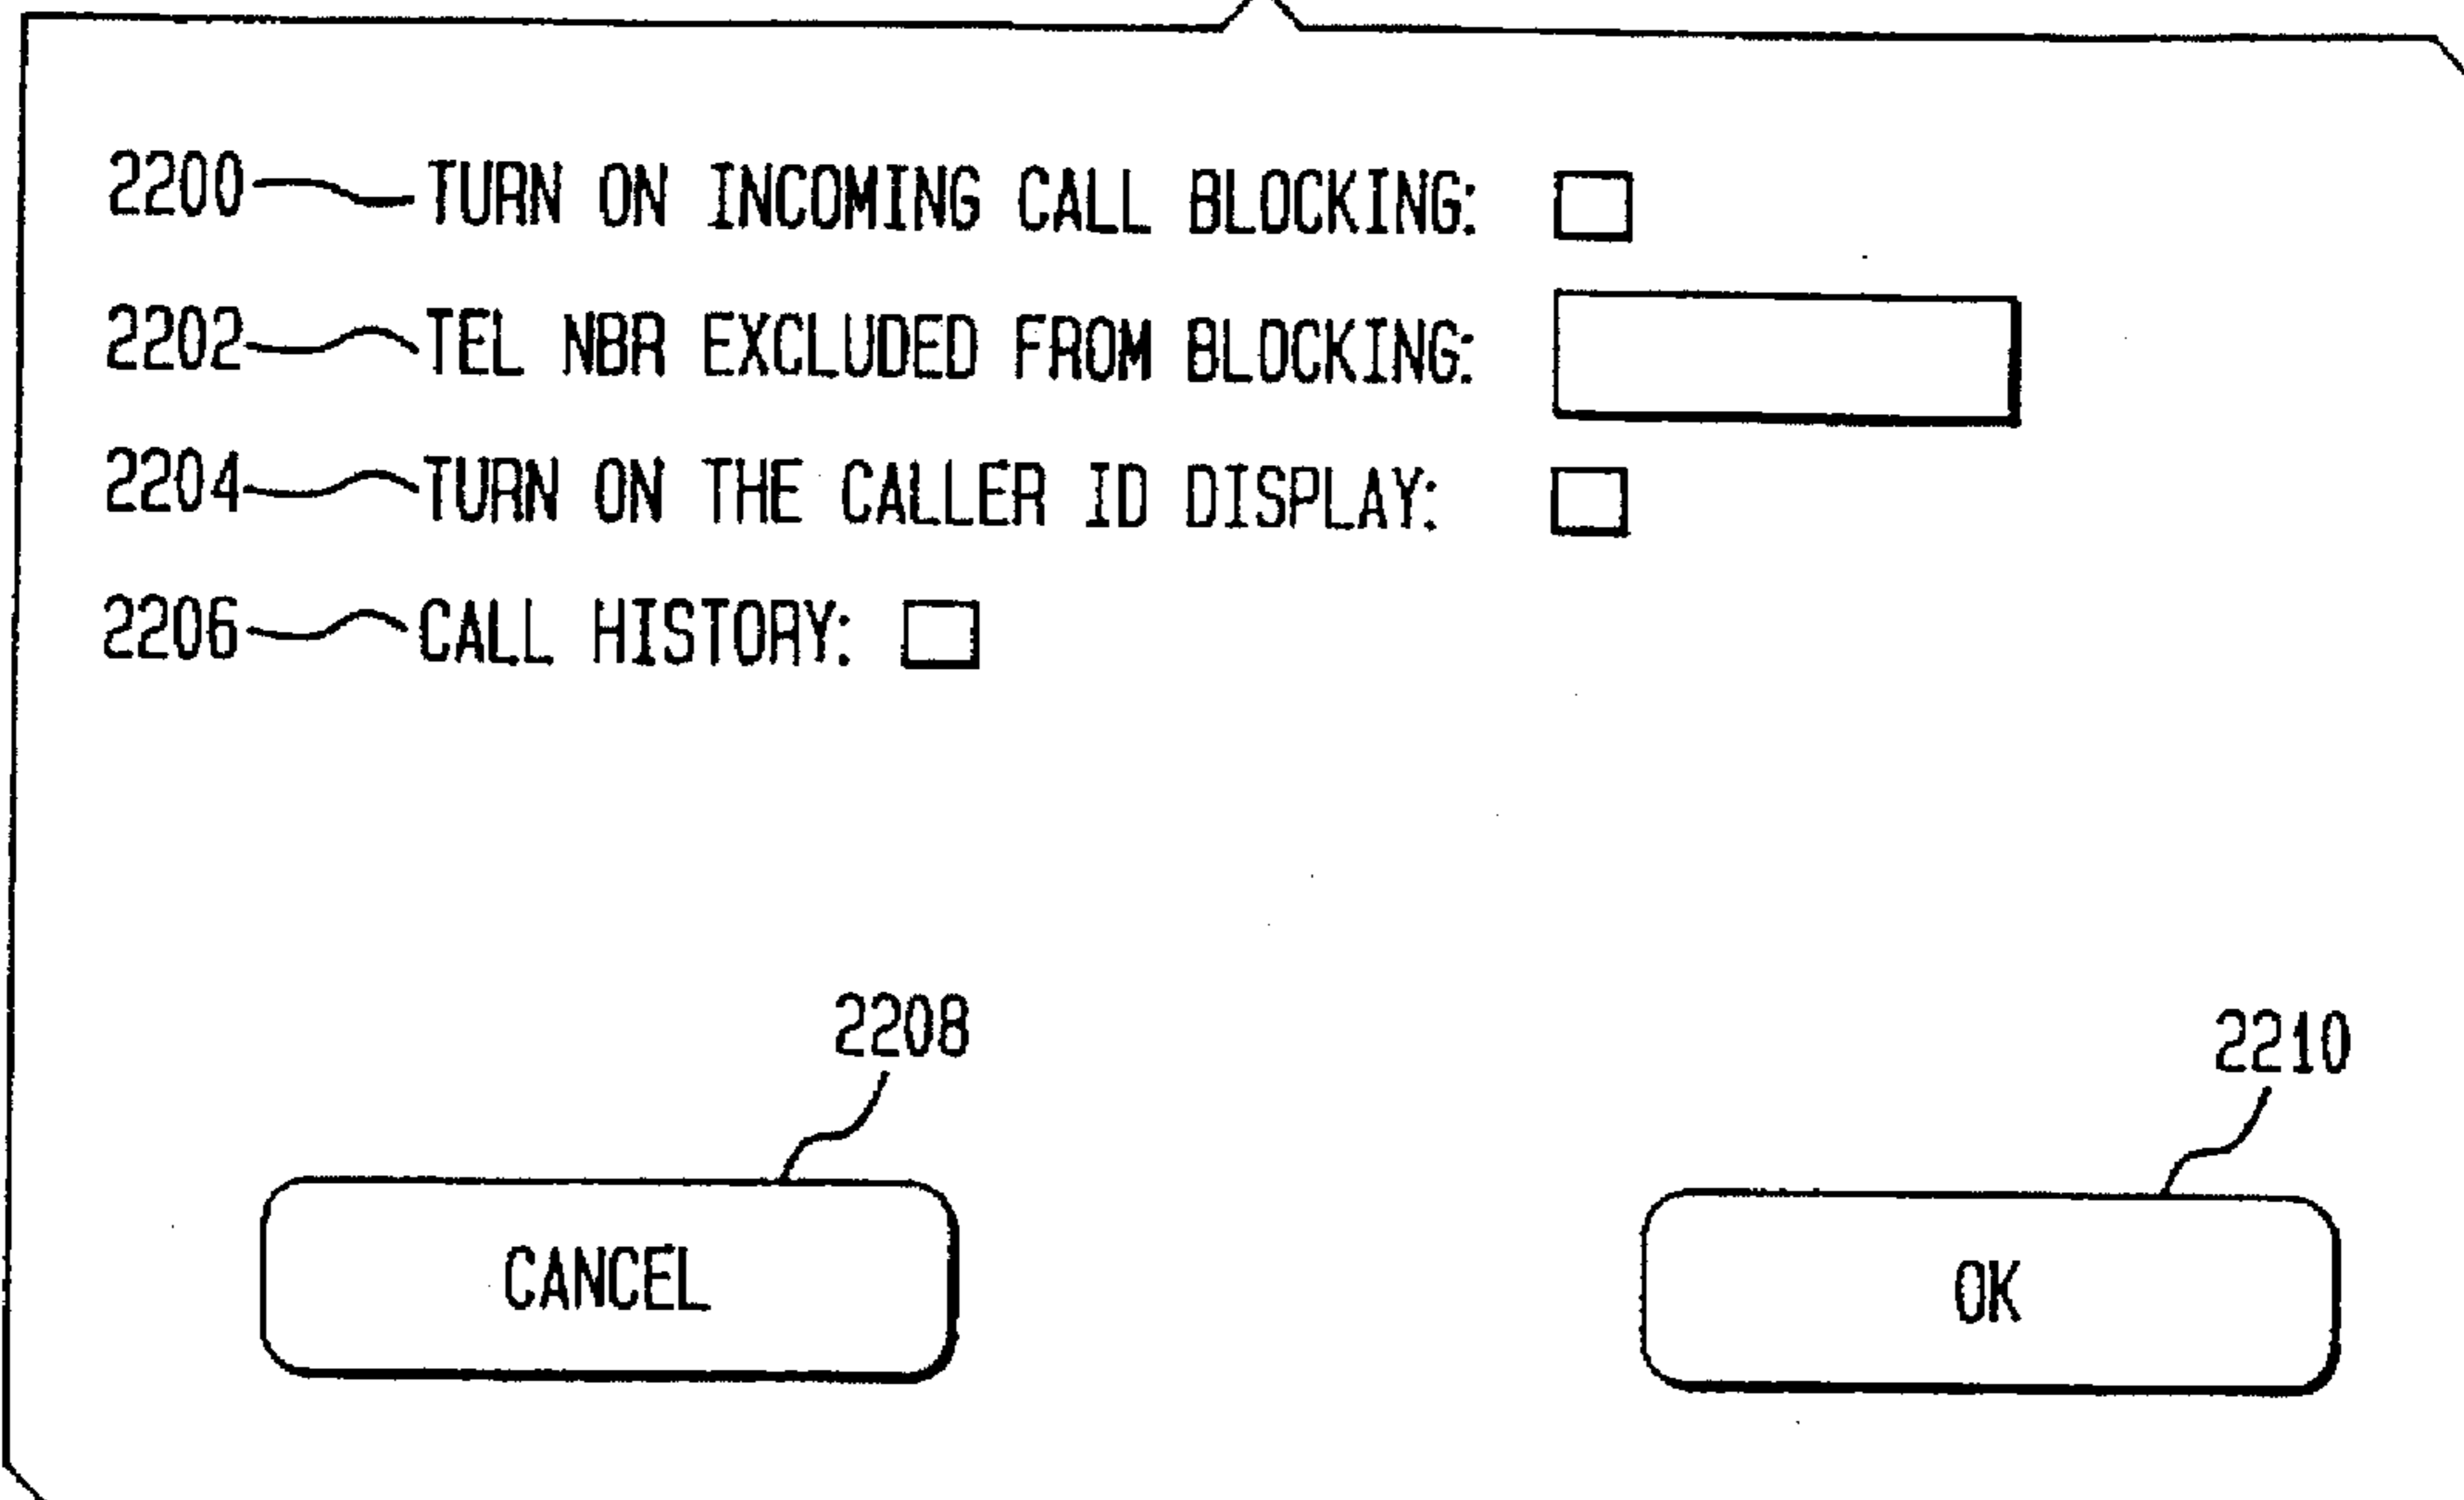 2200 TURN ON INCOMING CALL BLOCKING:
2202 TEL NBR EXCLUDED FROM BLOCKING:
2204 TURN ON THE CALLER ID DISPLAY:
2206 CALL HISTORY:
2208
2210
CANCEL
OK